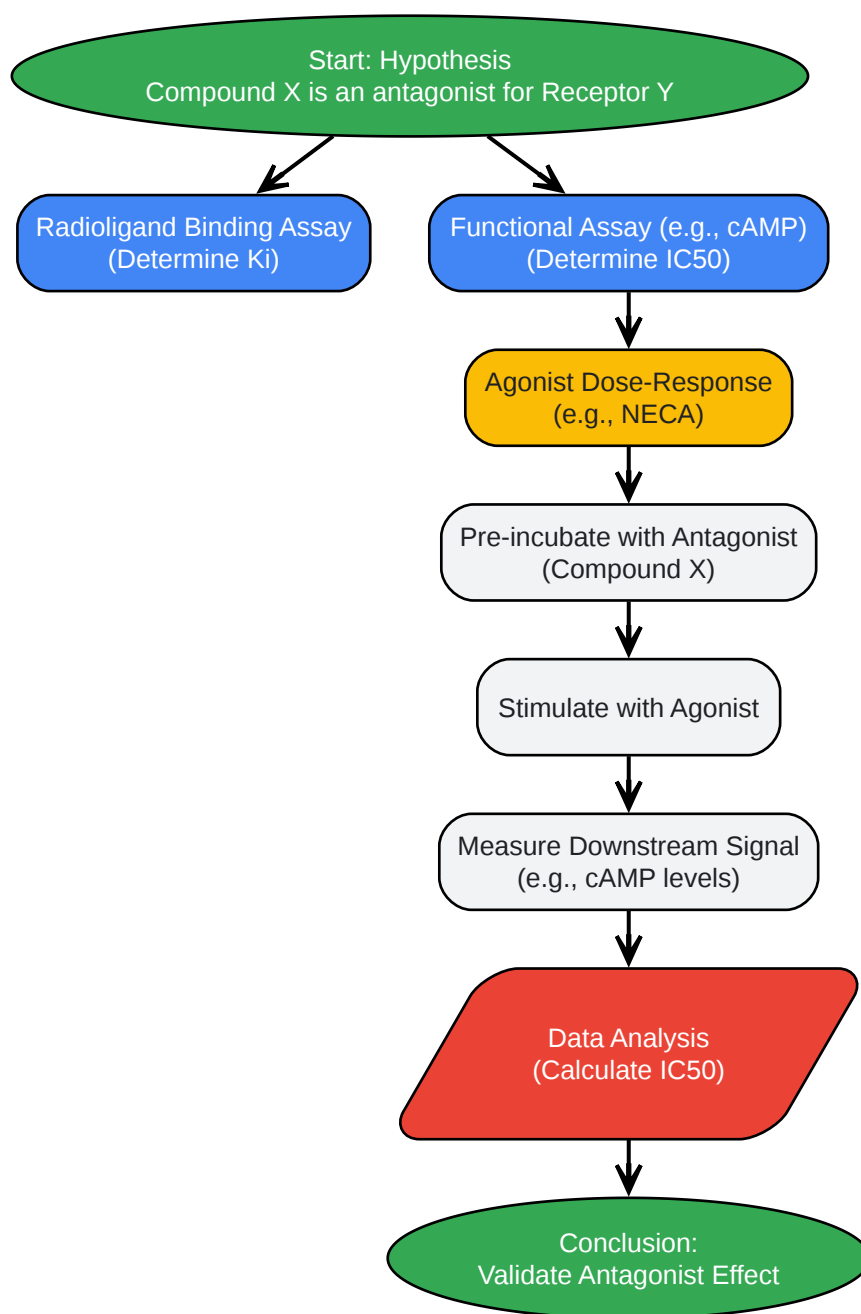 Start: Hypothesis
Compound X is an antagonist for Receptor Y
Radioligand Binding Assay
(Determine Ki)
Functional Assay (e.g., cAMP)
(Determine IC50)
Agonist Dose-Response
(e.g., NECA)
Pre-incubate with Antagonist
(Compound X)
Stimulate with Agonist
Measure Downstream Signal
(e.g., cAMP levels)
Data Analysis
(Calculate IC50)
Conclusion:
Validate Antagonist Effect